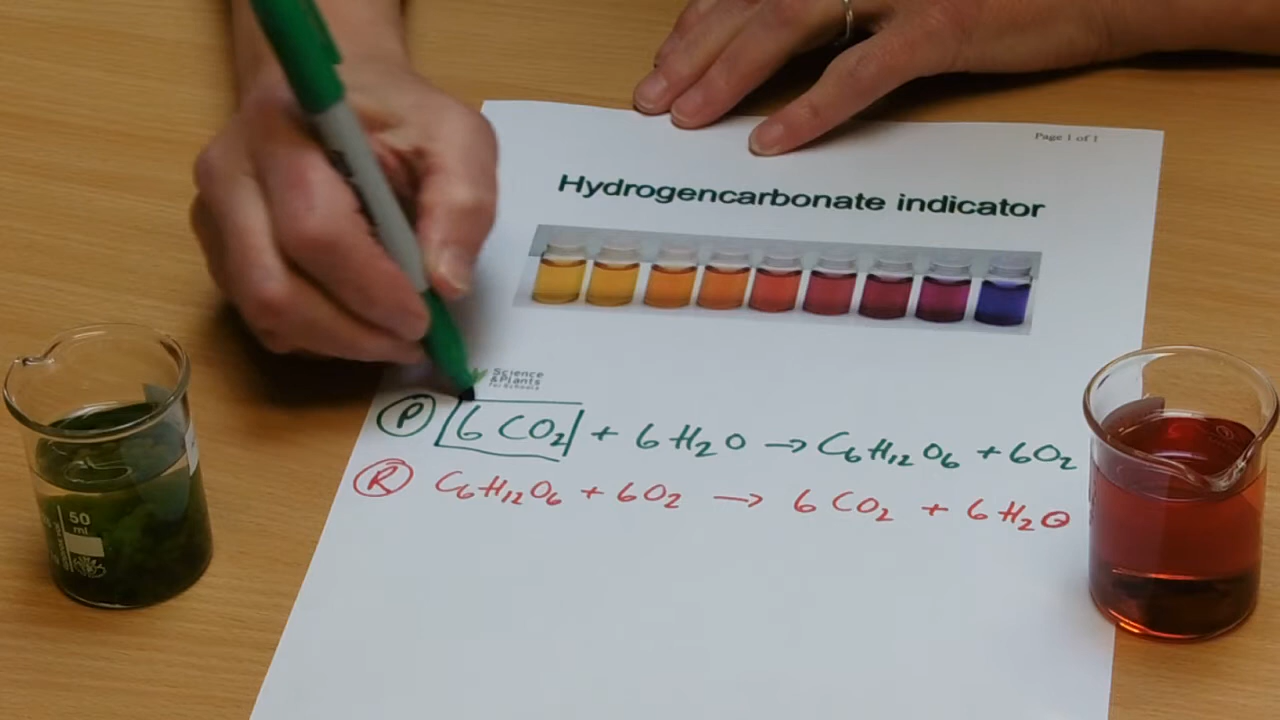 Page 1 of 1
Hydrogencarbonate indicator
Science
&Plants
for Schools
Ⓟ 6 CO₂ + 6 H₂O → C₆H₁₂O₆ + 6O₂
Ⓡ C₆H₁₂O₆ + 6O₂ → 6 CO₂ + 6 H₂O
50
ml